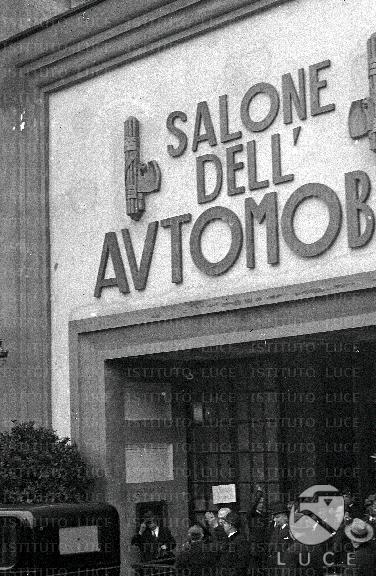 SALONE
DELL'
AVTOMOB
ISTITUTO LUCE
LUCE